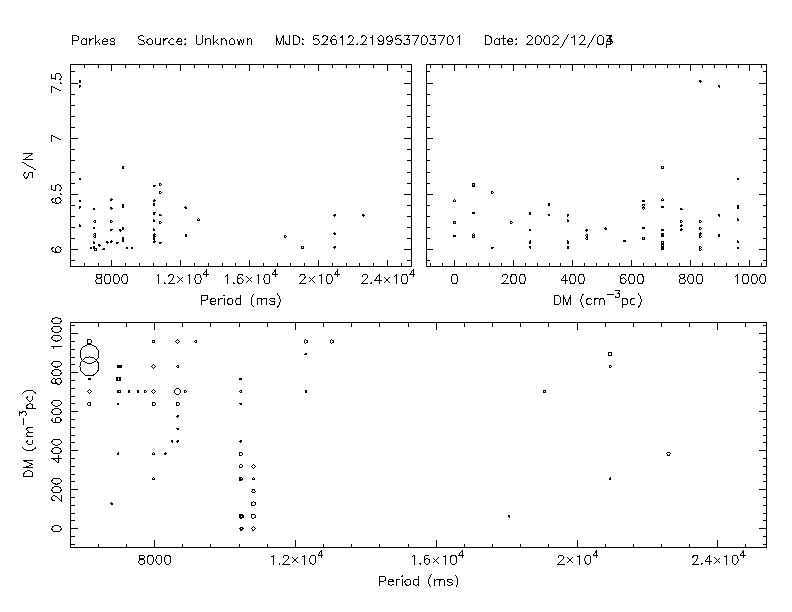 Parkes Source: Unknown MJD: 52612.219953703701 Date: 2002/12/04
7.5
7
6.5
6
S/N
8000 1.2×10⁴ 1.6×10⁴ 2×10⁴ 2.4×10⁴
Period (ms)
0 200 400 600 800 1000
DM (cm⁻³pc)
1000
800
600
400
200
0
DM (cm⁻³pc)
8000 1.2×10⁴ 1.6×10⁴ 2×10⁴ 2.4×10⁴
Period (ms)